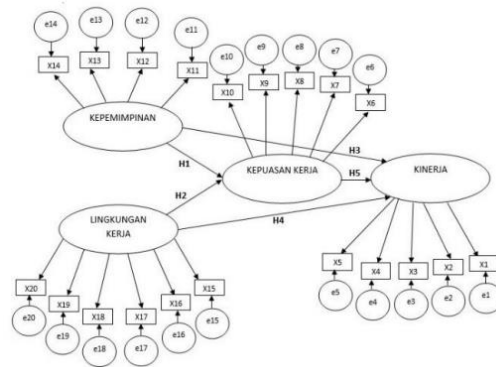 e14
e13
e12
e11
X14
X13
X12
X11
e10
e9
e8
e7
e6
X10
X9
X8
X7
X6
KEPEMIMPINAN
H1
H3
KEPUASAN KERJA
H5
KINERJA
H2
H4
LINGKUNGAN
KERJA
X20
X19
X18
X17
X16
X15
e20
e19
e18
e17
e16
e15
X5
X4
X3
X2
X1
e5
e4
e3
e2
e1